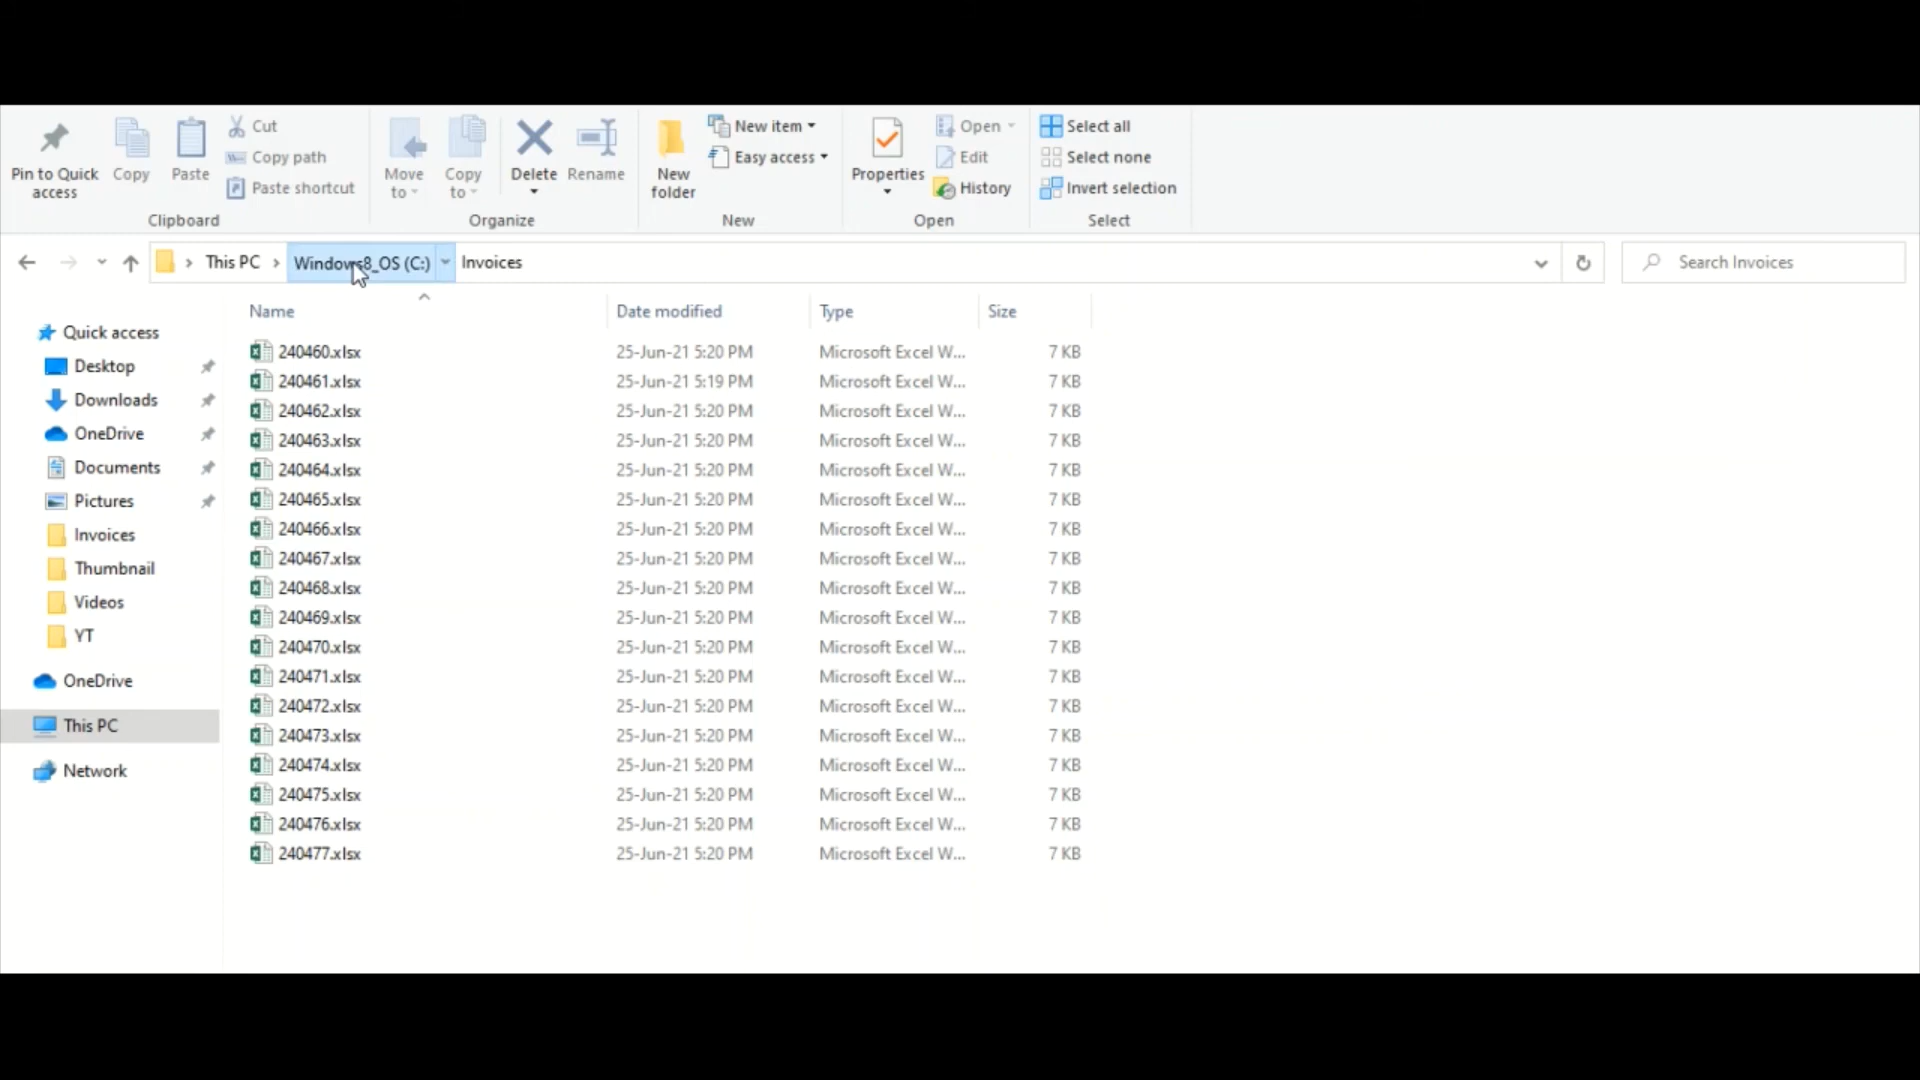 Pin to Quick access
Copy
Paste
Cut
Copy path
Paste shortcut
Clipboard
Move to
Copy to
Delete
Rename
Organize
New folder
New item
Easy access
New
Properties
Open
Edit
History
Open
Select all
Select none
Invert selection
Select
This PC
Windows8_OS (C:)
Invoices
Search Invoices
Name Date modified Type Size
Quick access
Desktop
Downloads
OneDrive
Documents
Pictures
Invoices
Thumbnail
Videos
YT
OneDrive
This PC
Network
240460.xlsx 25-Jun-21 5:20 PM Microsoft Excel W... 7 KB
240461.xlsx 25-Jun-21 5:19 PM Microsoft Excel W... 7 KB
240462.xlsx 25-Jun-21 5:20 PM Microsoft Excel W... 7 KB
240463.xlsx 25-Jun-21 5:20 PM Microsoft Excel W... 7 KB
240464.xlsx 25-Jun-21 5:20 PM Microsoft Excel W... 7 KB
240465.xlsx 25-Jun-21 5:20 PM Microsoft Excel W... 7 KB
240466.xlsx 25-Jun-21 5:20 PM Microsoft Excel W... 7 KB
240467.xlsx 25-Jun-21 5:20 PM Microsoft Excel W... 7 KB
240468.xlsx 25-Jun-21 5:20 PM Microsoft Excel W... 7 KB
240469.xlsx 25-Jun-21 5:20 PM Microsoft Excel W... 7 KB
240470.xlsx 25-Jun-21 5:20 PM Microsoft Excel W... 7 KB
240471.xlsx 25-Jun-21 5:20 PM Microsoft Excel W... 7 KB
240472.xlsx 25-Jun-21 5:20 PM Microsoft Excel W... 7 KB
240473.xlsx 25-Jun-21 5:20 PM Microsoft Excel W... 7 KB
240474.xlsx 25-Jun-21 5:20 PM Microsoft Excel W... 7 KB
240475.xlsx 25-Jun-21 5:20 PM Microsoft Excel W... 7 KB
240476.xlsx 25-Jun-21 5:20 PM Microsoft Excel W... 7 KB
240477.xlsx 25-Jun-21 5:20 PM Microsoft Excel W... 7 KB